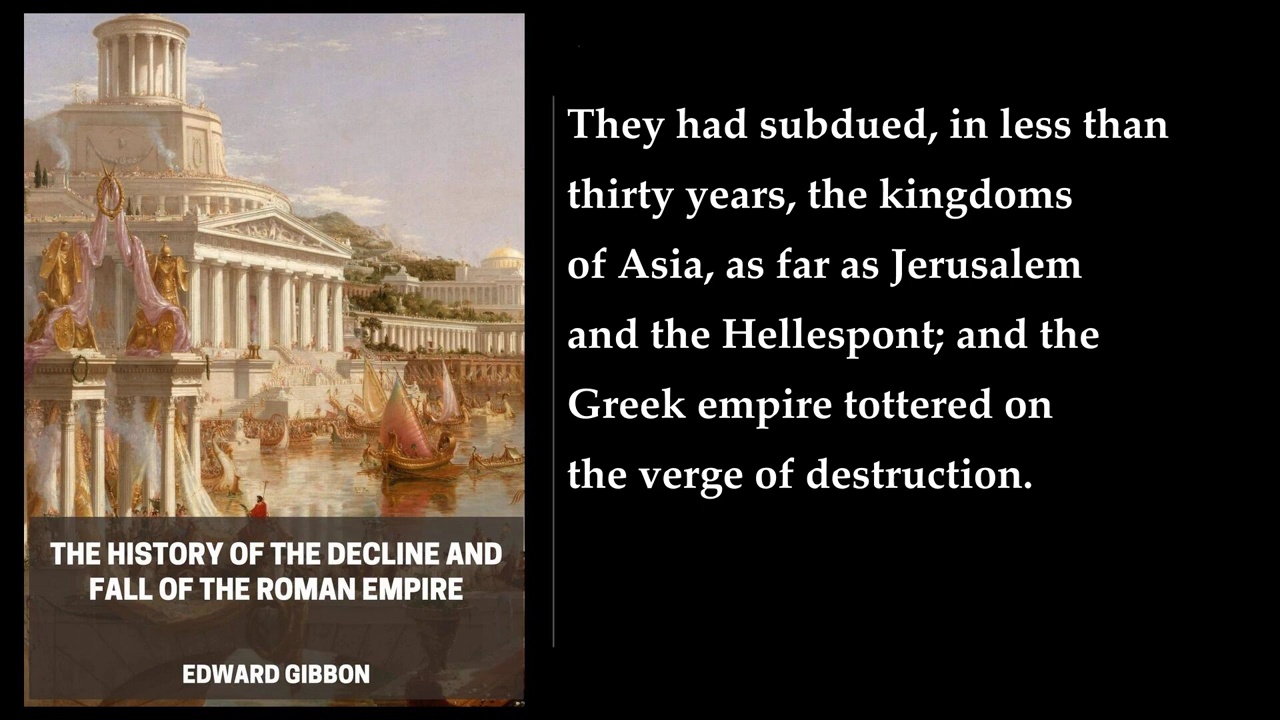 THE HISTORY OF THE DECLINE AND
FALL OF THE ROMAN EMPIRE
EDWARD GIBBON
They had subdued, in less than
thirty years, the kingdoms
of Asia, as far as Jerusalem
and the Hellespont; and the
Greek empire tottered on
the verge of destruction.